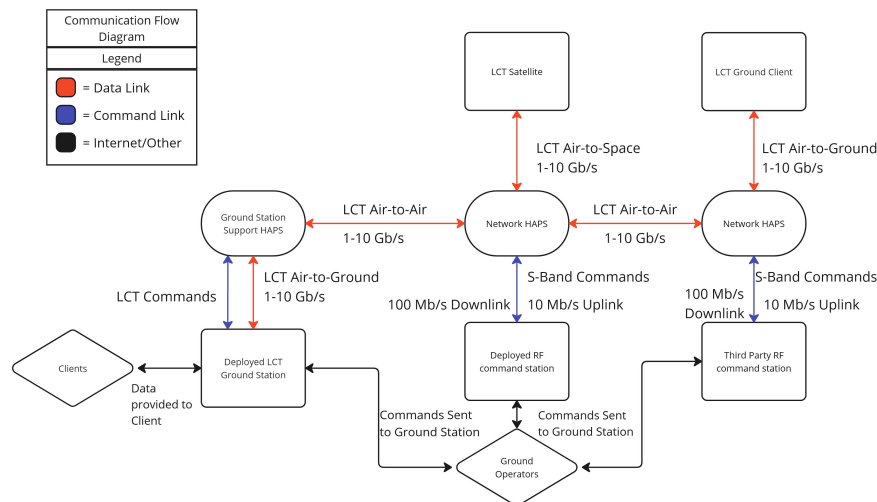 Communication Flow
Diagram
Legend
= Data Link
= Command Link
= Internet/Other
LCT Satellite
LCT Ground Client
LCT Air-to-Space
1-10 Gb/s
LCT Air-to-Ground
1-10 Gb/s
Ground Station
Support HAPS
LCT Air-to-Air
1-10 Gb/s
Network HAPS
LCT Air-to-Air
1-10 Gb/s
Network HAPS
LCT Commands
LCT Air-to-Ground
1-10 Gb/s
S-Band Commands
100 Mb/s Downlink
10 Mb/s Uplink
S-Band Commands
100 Mb/s
Downlink
10 Mb/s Uplink
Clients
Data
provided to
Client
Deployed LCT
Ground Station
Deployed RF
command station
Third Party RF
command station
Commands Sent
to Ground Station
Commands Sent
to Ground Station
Ground
Operators